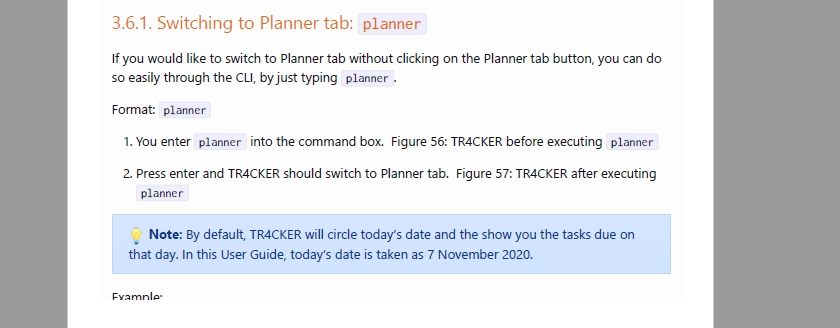 3.6.1. Switching to Planner tab: planner
If you would like to switch to Planner tab without clicking on the Planner tab button, you can do
so easily through the CLI, by just typing planner.
Format: planner
1. You enter planner into the command box. Figure 56: TR4CKER before executing planner
2. Press enter and TR4CKER should switch to Planner tab. Figure 57: TR4CKER after executing
planner
Note: By default, TR4CKER will circle today's date and the show you the tasks due on
that day. In this User Guide, today's date is taken as 7 November 2020.
Example: